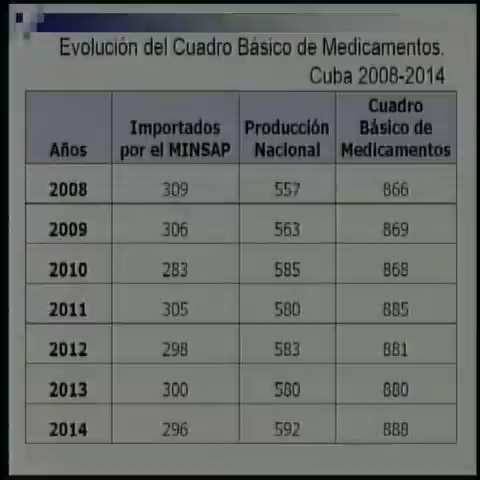 Evolución del Cuadro Básico de Medicamentos.
Cuba 2008-2014
Años Importados por el MINSAP Producción Nacional Cuadro Básico de Medicamentos
2008 309 557 866
2009 306 563 869
2010 283 585 868
2011 305 580 885
2012 298 583 881
2013 300 580 880
2014 296 592 888